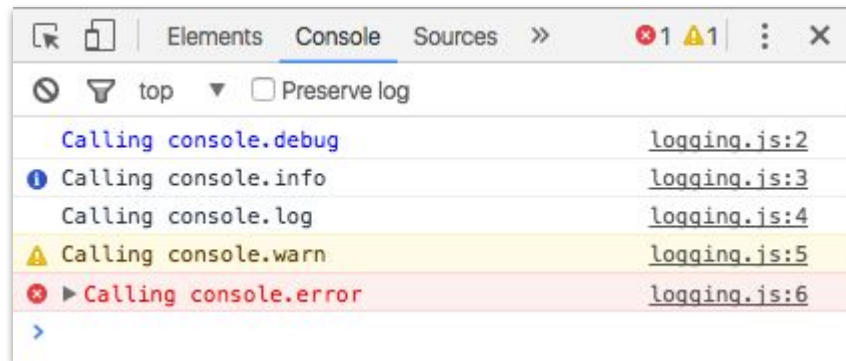 Elements Console Sources » 1 1
top ▼ Preserve log
Calling console.debug logging.js:2
Calling console.info logging.js:3
Calling console.log logging.js:4
Calling console.warn logging.js:5
Calling console.error logging.js:6